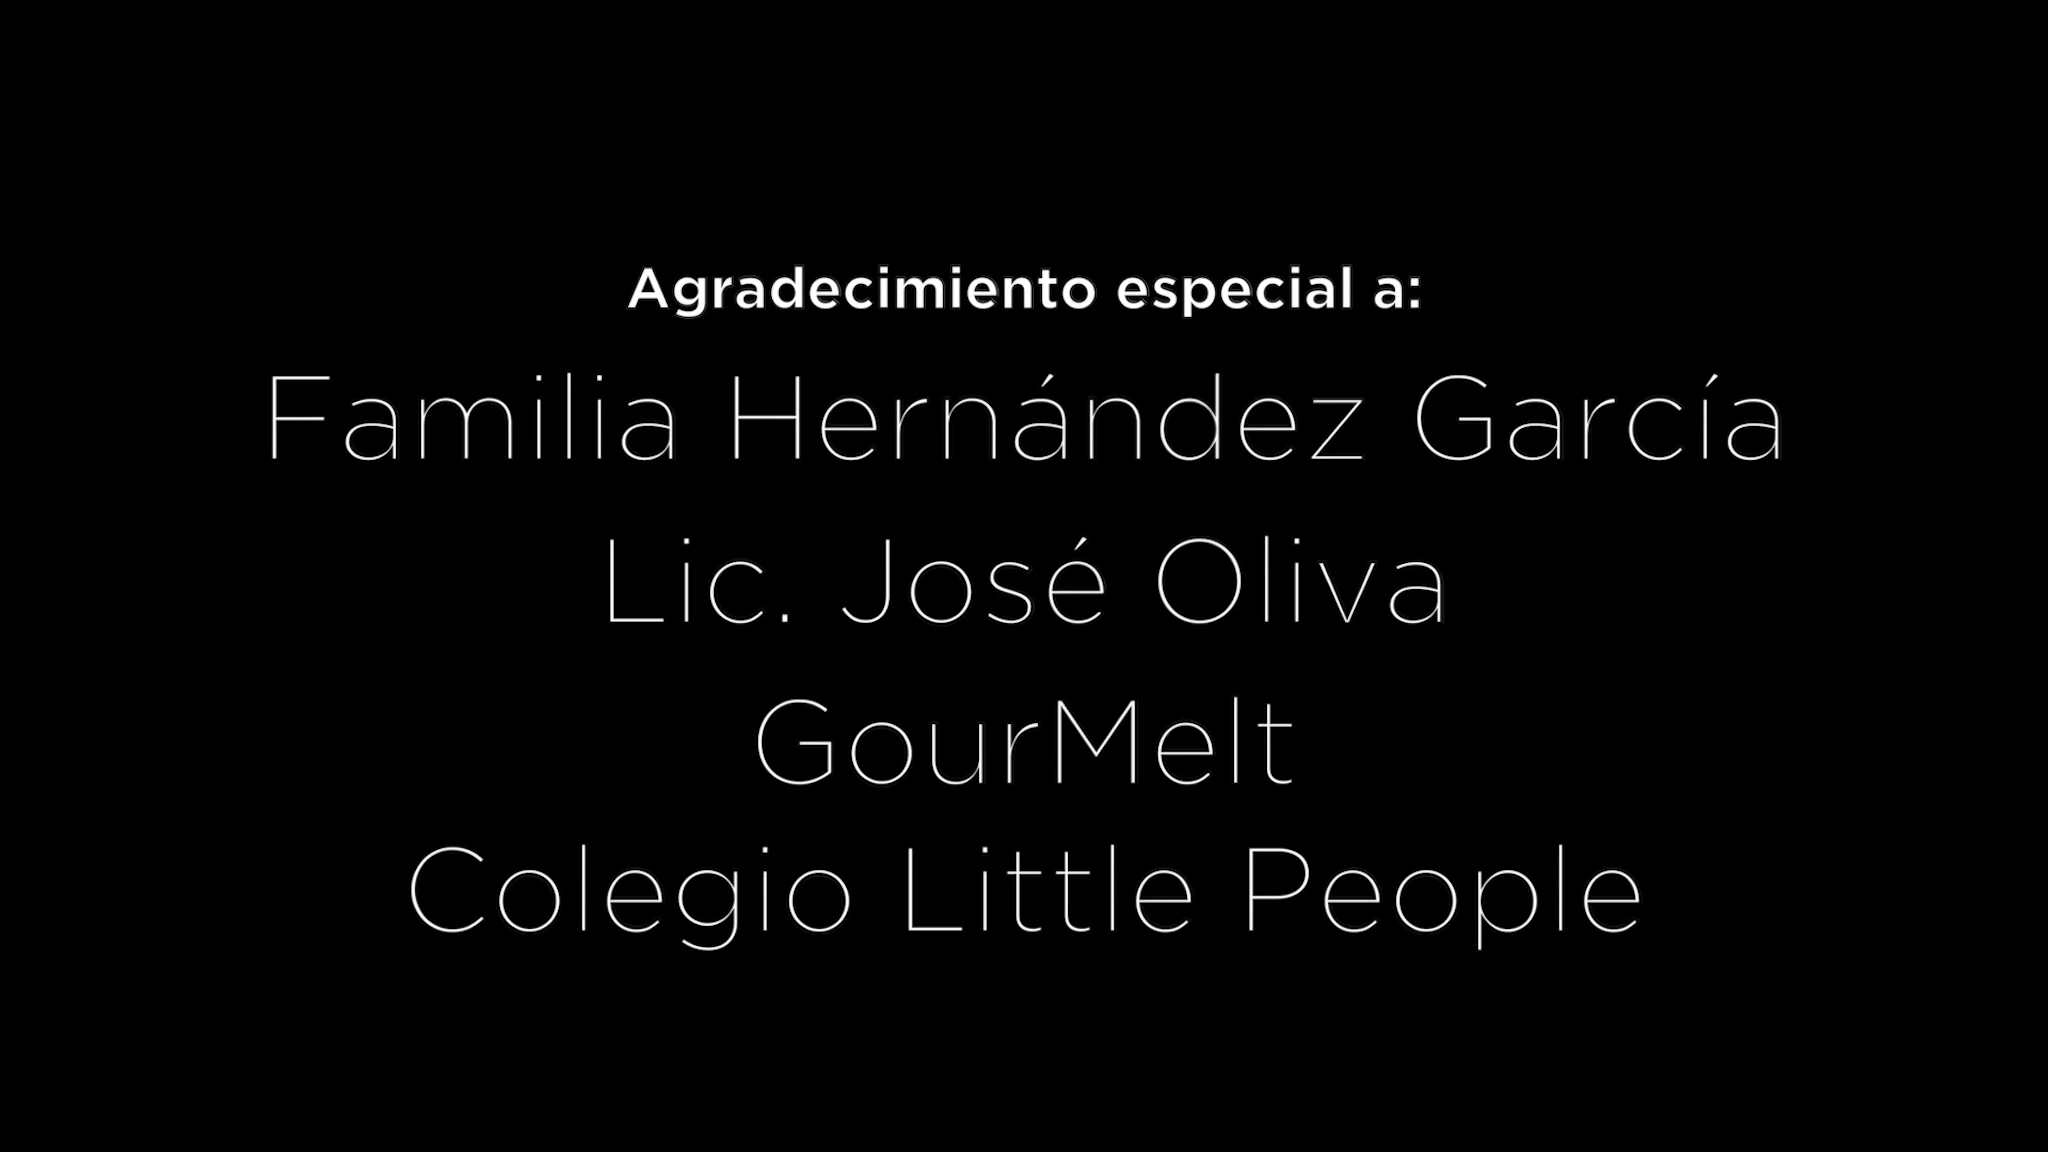 Agradecimiento especial a:
Familia Hernández García
Lic. José Oliva
GourMelt
Colegio Little People